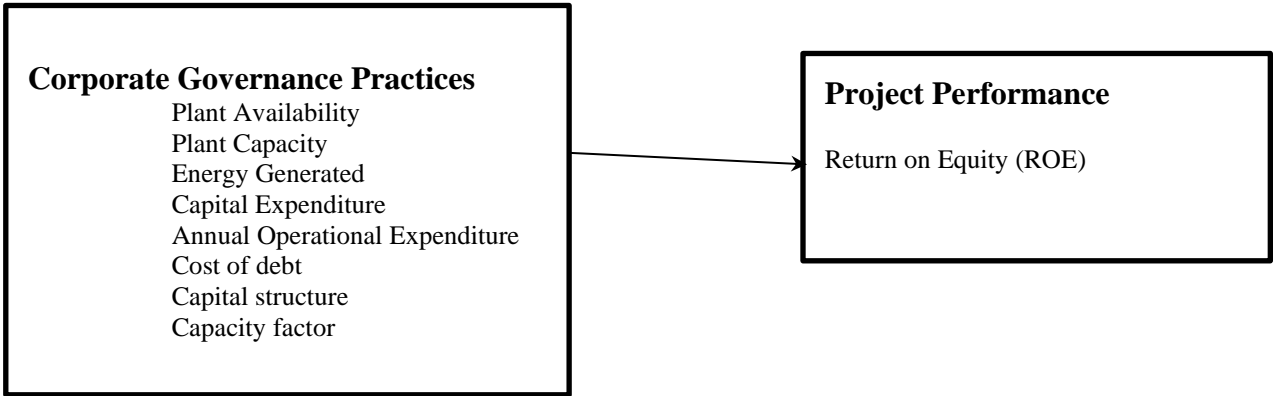 Corporate Governance Practices
Plant Availability
Plant Capacity
Energy Generated
Capital Expenditure
Annual Operational Expenditure
Cost of debt
Capital structure
Capacity factor
Project Performance
Return on Equity (ROE)